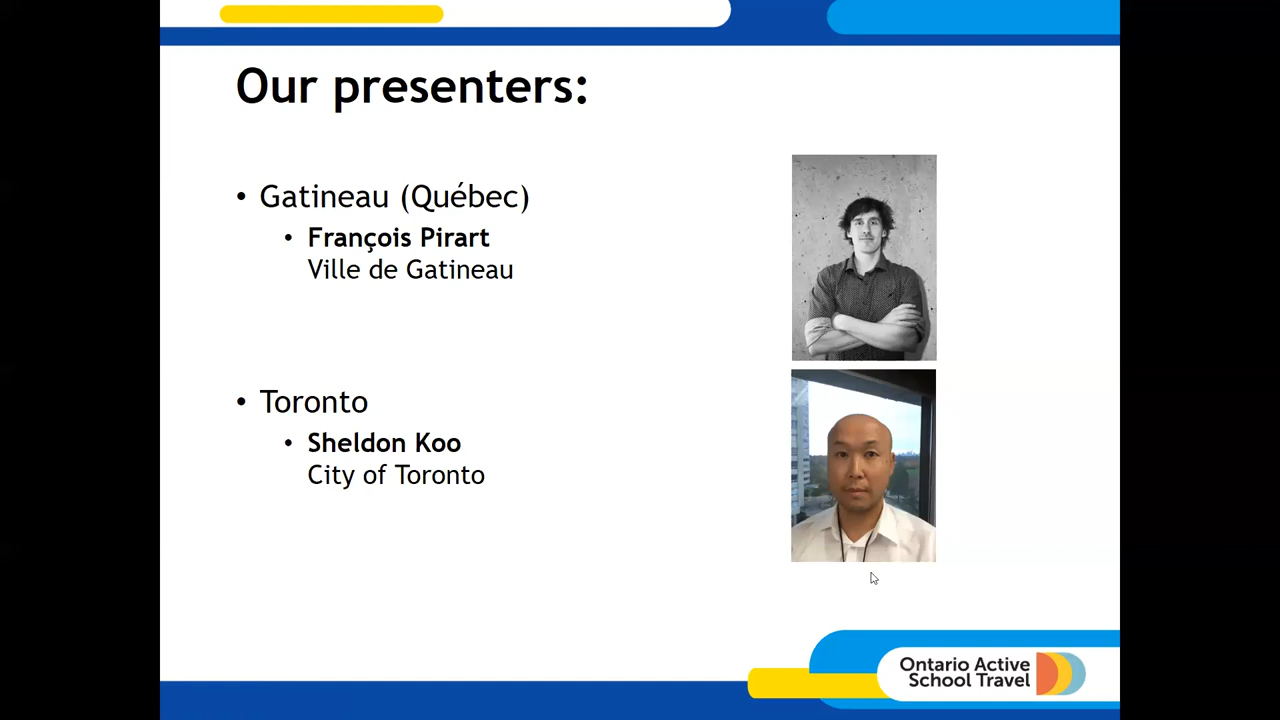 Our presenters:
• Gatineau (Québec)
• François Pirart
Ville de Gatineau
• Toronto
• Sheldon Koo
City of Toronto
Ontario Active
School Travel